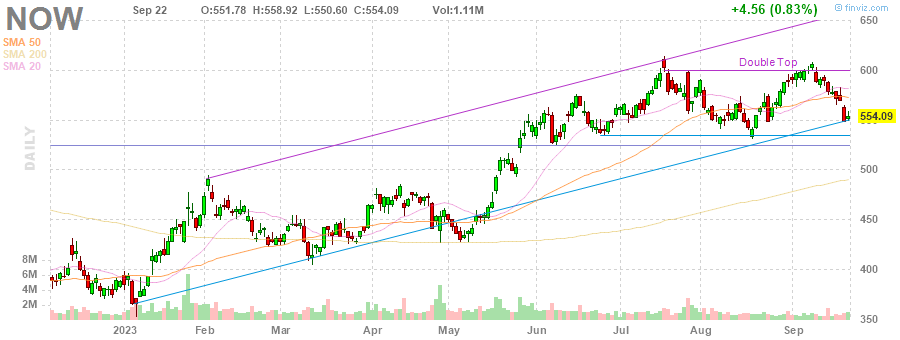 NOW
Sep 22 O:551.78 H:558.92 L:550.60 C:554.09 Vol:1.11M
+4.56 (0.83%)
© finviz.com
SMA 50
SMA 200
SMA 20
DAILY
Double Top
650
600
554.09
550
500
450
400
350
8M
6M
4M
2M
2023 Feb Mar Apr May Jun Jul Aug Sep